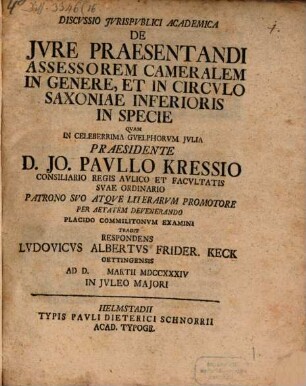 DISCVSSIO JVRISPVBLICI ACADEMICA
DE
JVRE PRAESENTANDI
ASSESSOREM CAMERALEM
IN GENERE, ET IN CIRCVLO
SAXONIAE INFERIORIS
IN SPECIE
QVAM
IN CELEBERRIMA GVELPHORVM JVLIA
PRAESIDENTE
D. JO. PAVLLO KRESSIO
CONSILIARIO REGIS AVLICO ET FACVLTATIS
SVAE ORDINARIO
PATRONO SVO ATQVE LITERARVM PROMOTORE
PER AETATEM DEVENERANDO
PLACIDO COMMILITONVM EXAMINI
TRADIT
RESPONDENS
LVDOVICVS ALBERTVS FRIDER. KECK
OETTINGENSIS
AD D. MARTII MDCCXXXIV
IN JVLEO MAJORI
HELMSTADII
TYPIS PAVLI DIETERICI SCHNORRII
ACAD. TYPOGR.